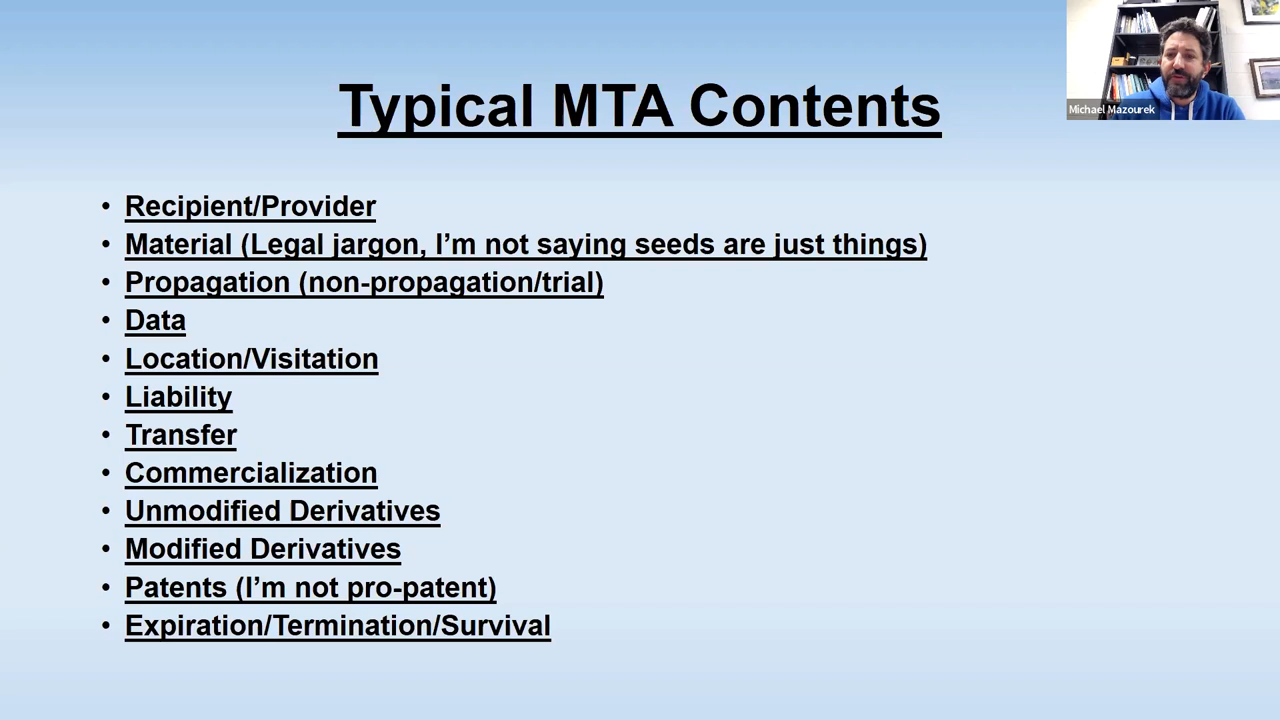 Typical MTA Contents
Michael Mazourek
• Recipient/Provider
• Material (Legal jargon, I'm not saying seeds are just things)
• Propagation (non-propagation/trial)
• Data
• Location/Visitation
• Liability
• Transfer
• Commercialization
• Unmodified Derivatives
• Modified Derivatives
• Patents (I'm not pro-patent)
• Expiration/Termination/Survival